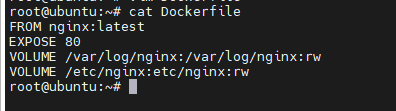 root@ubuntu:~# cat Dockerfile
FROM nginx:latest
EXPOSE 80
VOLUME /var/log/nginx:/var/log/nginx:rw
VOLUME /etc/nginx:etc/nginx:rw
root@ubuntu:~#